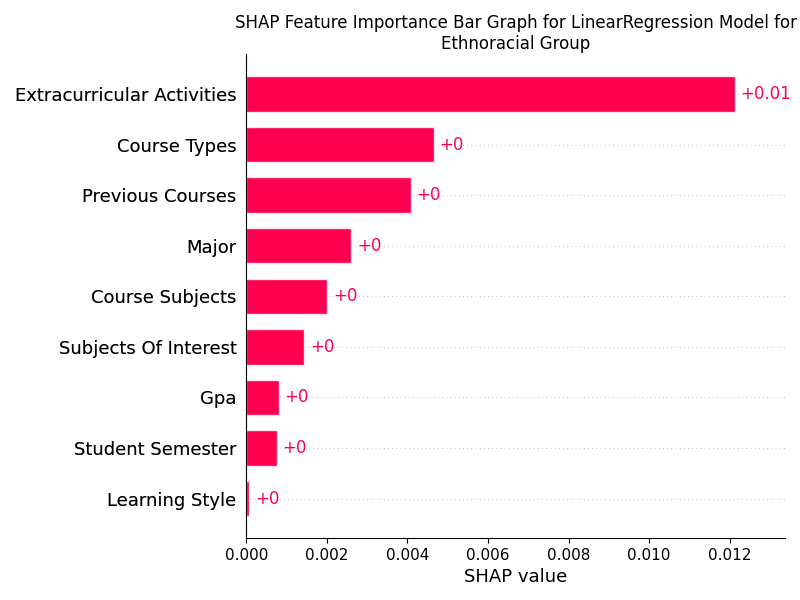 SHAP Feature Importance Bar Graph for LinearRegression Model for
Ethnoracial Group
Extracurricular Activities
+0.01
Course Types
+0
Previous Courses
+0
Major
+0
Course Subjects
+0
Subjects Of Interest
+0
Gpa
+0
Student Semester
+0
Learning Style
+0
0.000 0.002 0.004 0.006 0.008 0.010 0.012
SHAP value